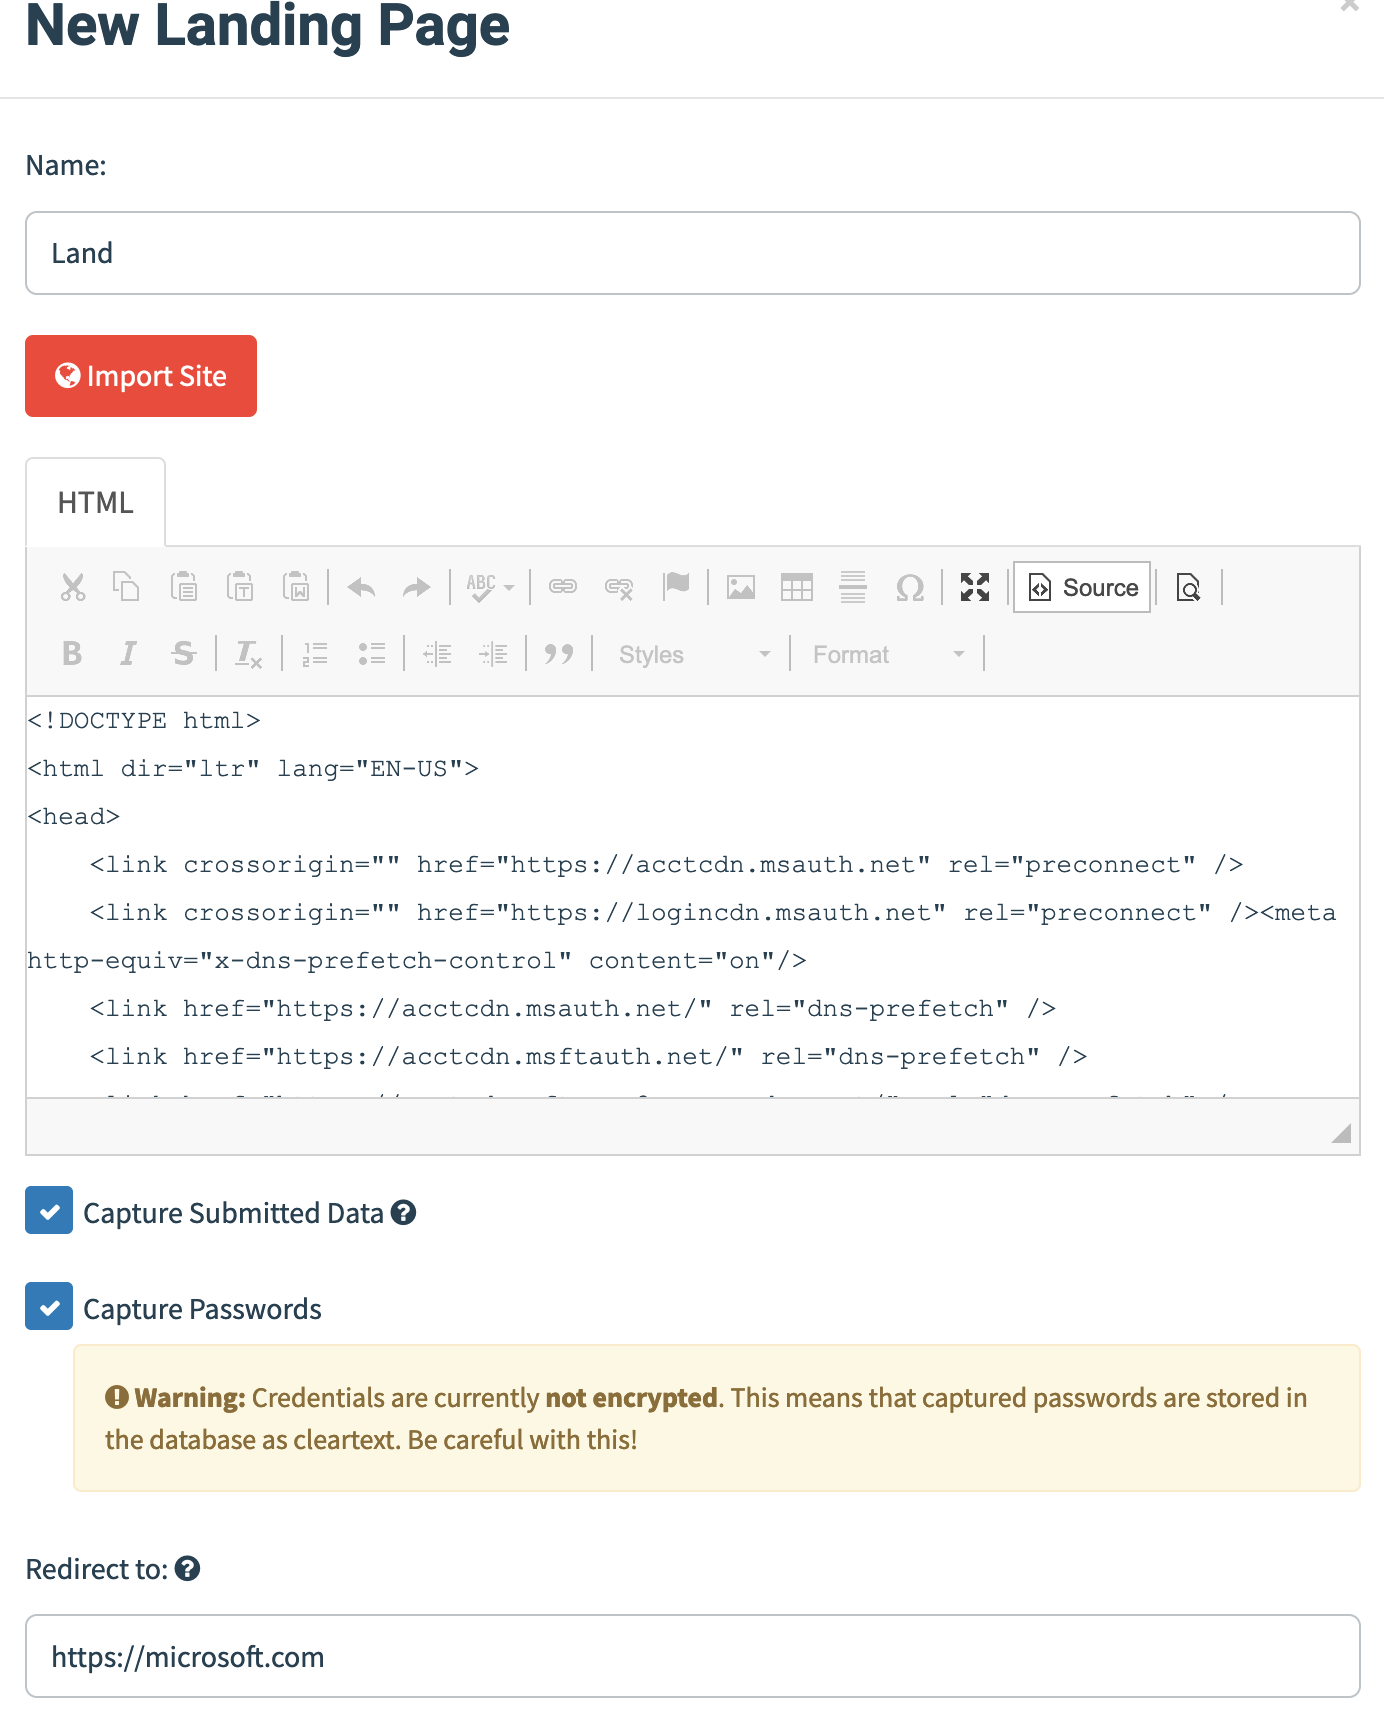 New Landing Page
Name:
Land
Import Site
HTML
ABC
Source
B I S Tx
Styles
Format
<!DOCTYPE html>
<html dir="ltr" lang="EN-US">
<head>
    <link crossorigin="" href="https://acctcdn.msauth.net" rel="preconnect" />
    <link crossorigin="" href="https://logincdn.msauth.net" rel="preconnect" /><meta
http-equiv="x-dns-prefetch-control" content="on"/>
    <link href="https://acctcdn.msauth.net/" rel="dns-prefetch" />
    <link href="https://acctcdn.msftauth.net/" rel="dns-prefetch" />
Capture Submitted Data
Capture Passwords
Warning: Credentials are currently not encrypted. This means that captured passwords are stored in
the database as cleartext. Be careful with this!
Redirect to:
https://microsoft.com